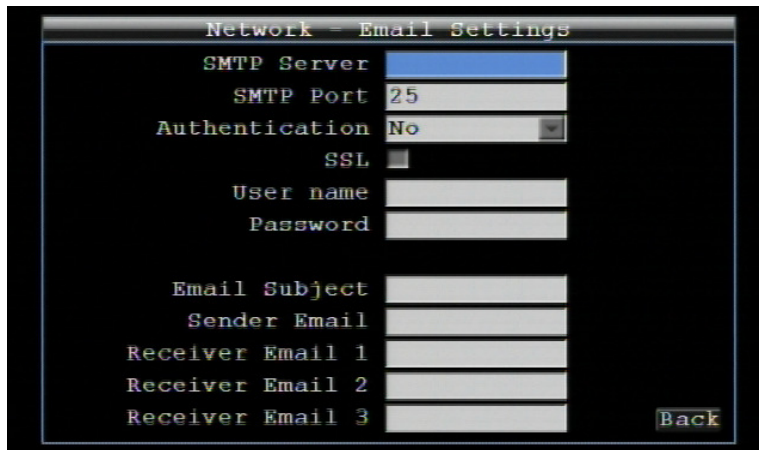 Network - Email Settings
SMTP Server
SMTP Port 25
Authentication No
SSL
User name
Password
Email Subject
Sender Email
Receiver Email 1
Receiver Email 2
Receiver Email 3
Back